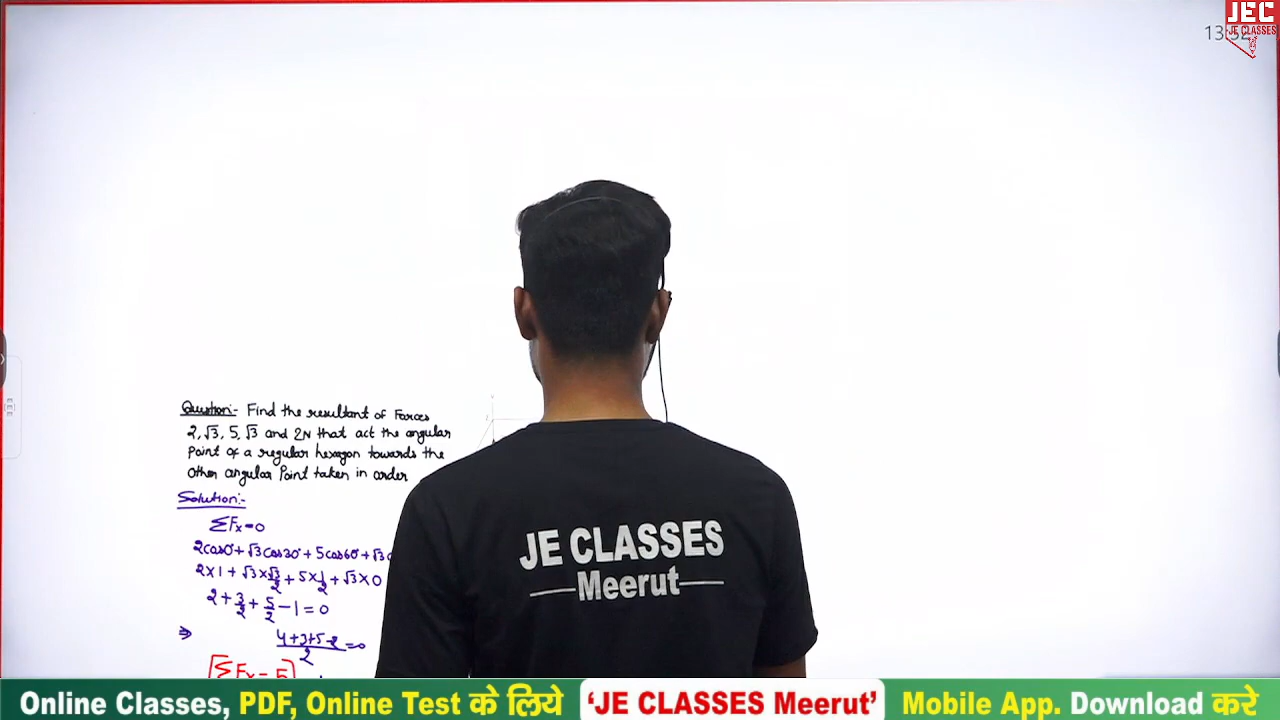 JEC
JE CLASSES
Question:- Find the resultant of Forces
2, √3, 5, √3 and 2N that act the angular
Point of a regular hexagon towards the
other angular Point taken in order
Solution:-
ΣFx=0
2cos0°+ √3cos30° + 5cos60° + √3
2×1 + √3×√3/2 + 5×1/2 + √3×0
2 + 3/2 + 5/2 - 1 = 0
⇒ 4+3+5-2/2 =0
ΣFx = 5
JE CLASSES
Meerut
Online Classes, PDF, Online Test के लिये 'JE CLASSES Meerut' Mobile App. Download करे